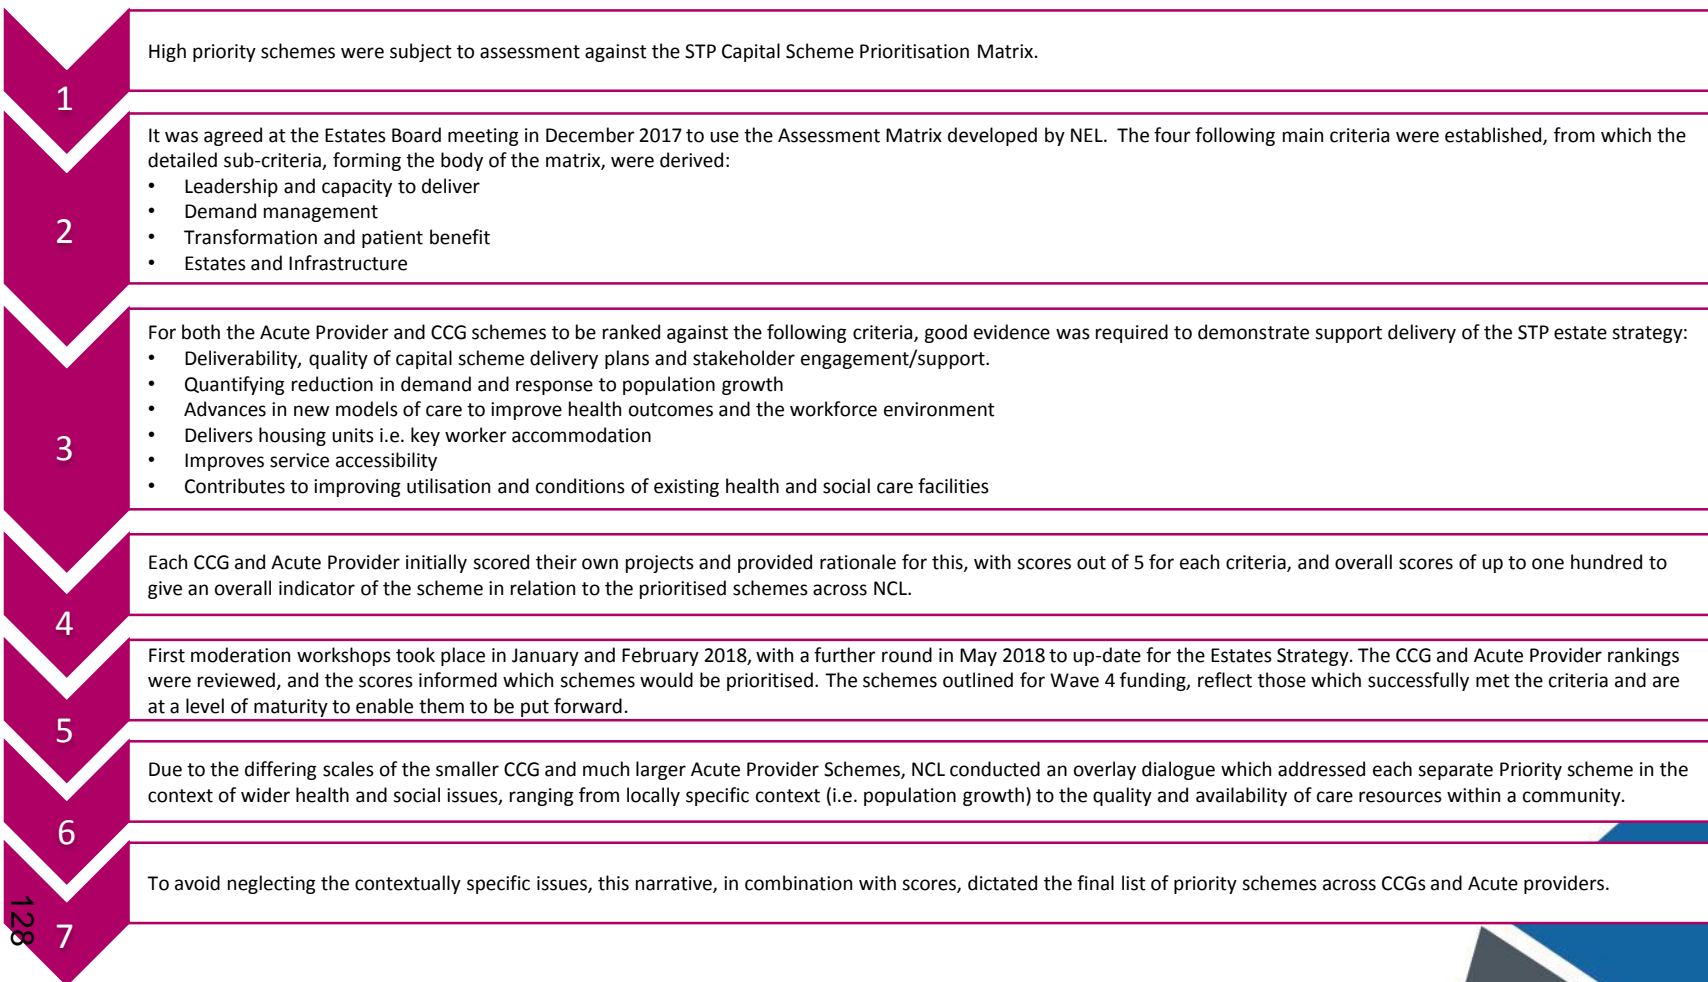 High priority schemes were subject to assessment against the STP Capital Scheme Prioritisation Matrix.
1
It was agreed at the Estates Board meeting in December 2017 to use the Assessment Matrix developed by NEL. The four following main criteria were established, from which the
detailed sub-criteria, forming the body of the matrix, were derived:
• Leadership and capacity to deliver
• Demand management
• Transformation and patient benefit
• Estates and Infrastructure
2
For both the Acute Provider and CCG schemes to be ranked against the following criteria, good evidence was required to demonstrate support delivery of the STP estate strategy:
• Deliverability, quality of capital scheme delivery plans and stakeholder engagement/support.
• Quantifying reduction in demand and response to population growth
• Advances in new models of care to improve health outcomes and the workforce environment
• Delivers housing units i.e. key worker accommodation
• Improves service accessibility
• Contributes to improving utilisation and conditions of existing health and social care facilities
3
Each CCG and Acute Provider initially scored their own projects and provided rationale for this, with scores out of 5 for each criteria, and overall scores of up to one hundred to
give an overall indicator of the scheme in relation to the prioritised schemes across NCL.
4
First moderation workshops took place in January and February 2018, with a further round in May 2018 to up-date for the Estates Strategy. The CCG and Acute Provider rankings
were reviewed, and the scores informed which schemes would be prioritised. The schemes outlined for Wave 4 funding, reflect those which successfully met the criteria and are
at a level of maturity to enable them to be put forward.
5
Due to the differing scales of the smaller CCG and much larger Acute Provider Schemes, NCL conducted an overlay dialogue which addressed each separate Priority scheme in the
context of wider health and social issues, ranging from locally specific context (i.e. population growth) to the quality and availability of care resources within a community.
6
To avoid neglecting the contextually specific issues, this narrative, in combination with scores, dictated the final list of priority schemes across CCGs and Acute providers.
7
128